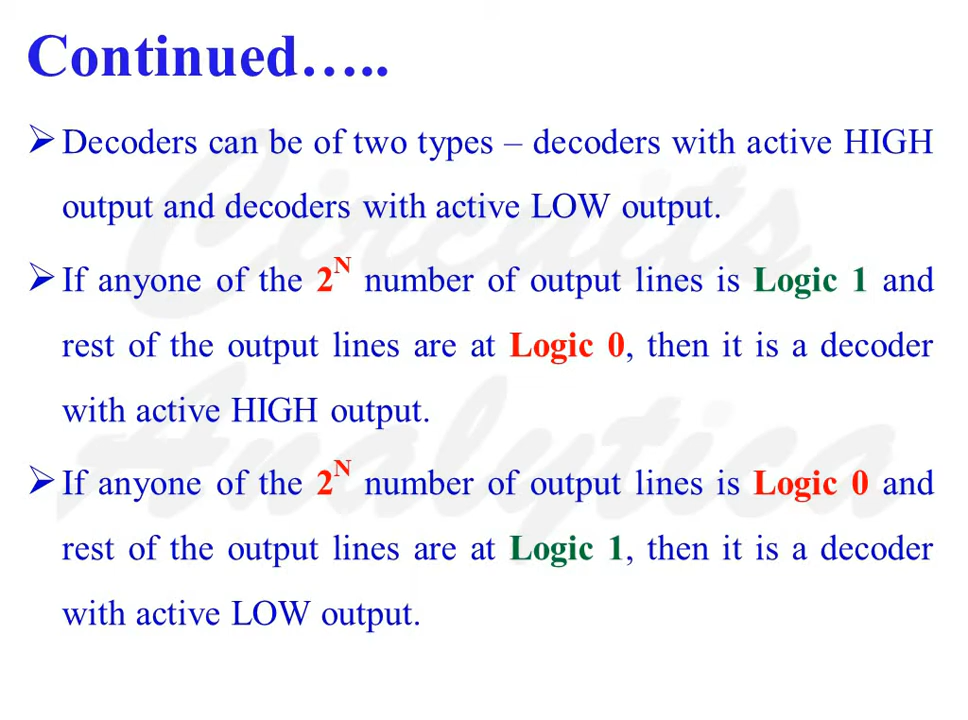 Continued…..
➢ Decoders can be of two types – decoders with active HIGH
output and decoders with active LOW output.
➢ If anyone of the 2^N number of output lines is Logic 1 and
rest of the output lines are at Logic 0, then it is a decoder
with active HIGH output.
➢ If anyone of the 2^N number of output lines is Logic 0 and
rest of the output lines are at Logic 1, then it is a decoder
with active LOW output.
Circuits
Analytica